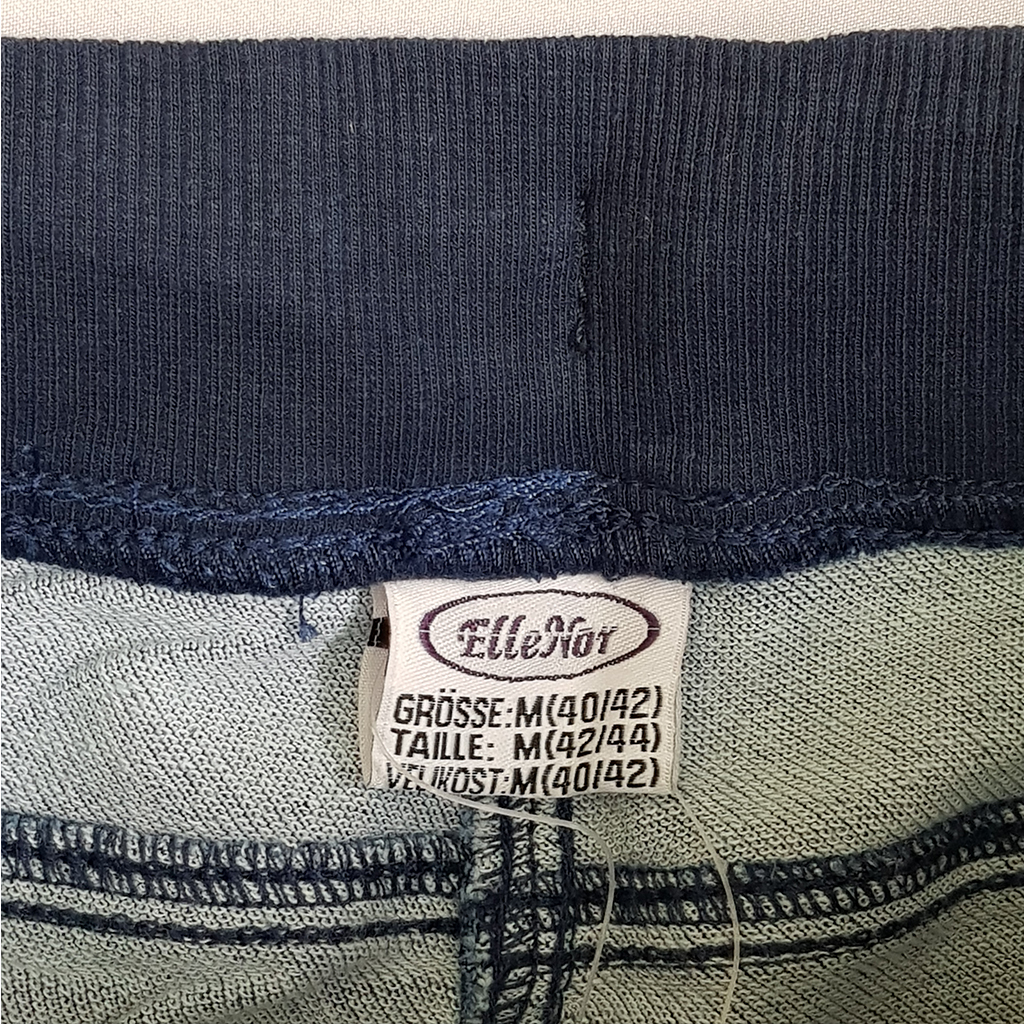 ElleNor
GRÖSSE:M(40/42)
TAILLE: M(42/44)
VELIKOST:M(40/42)